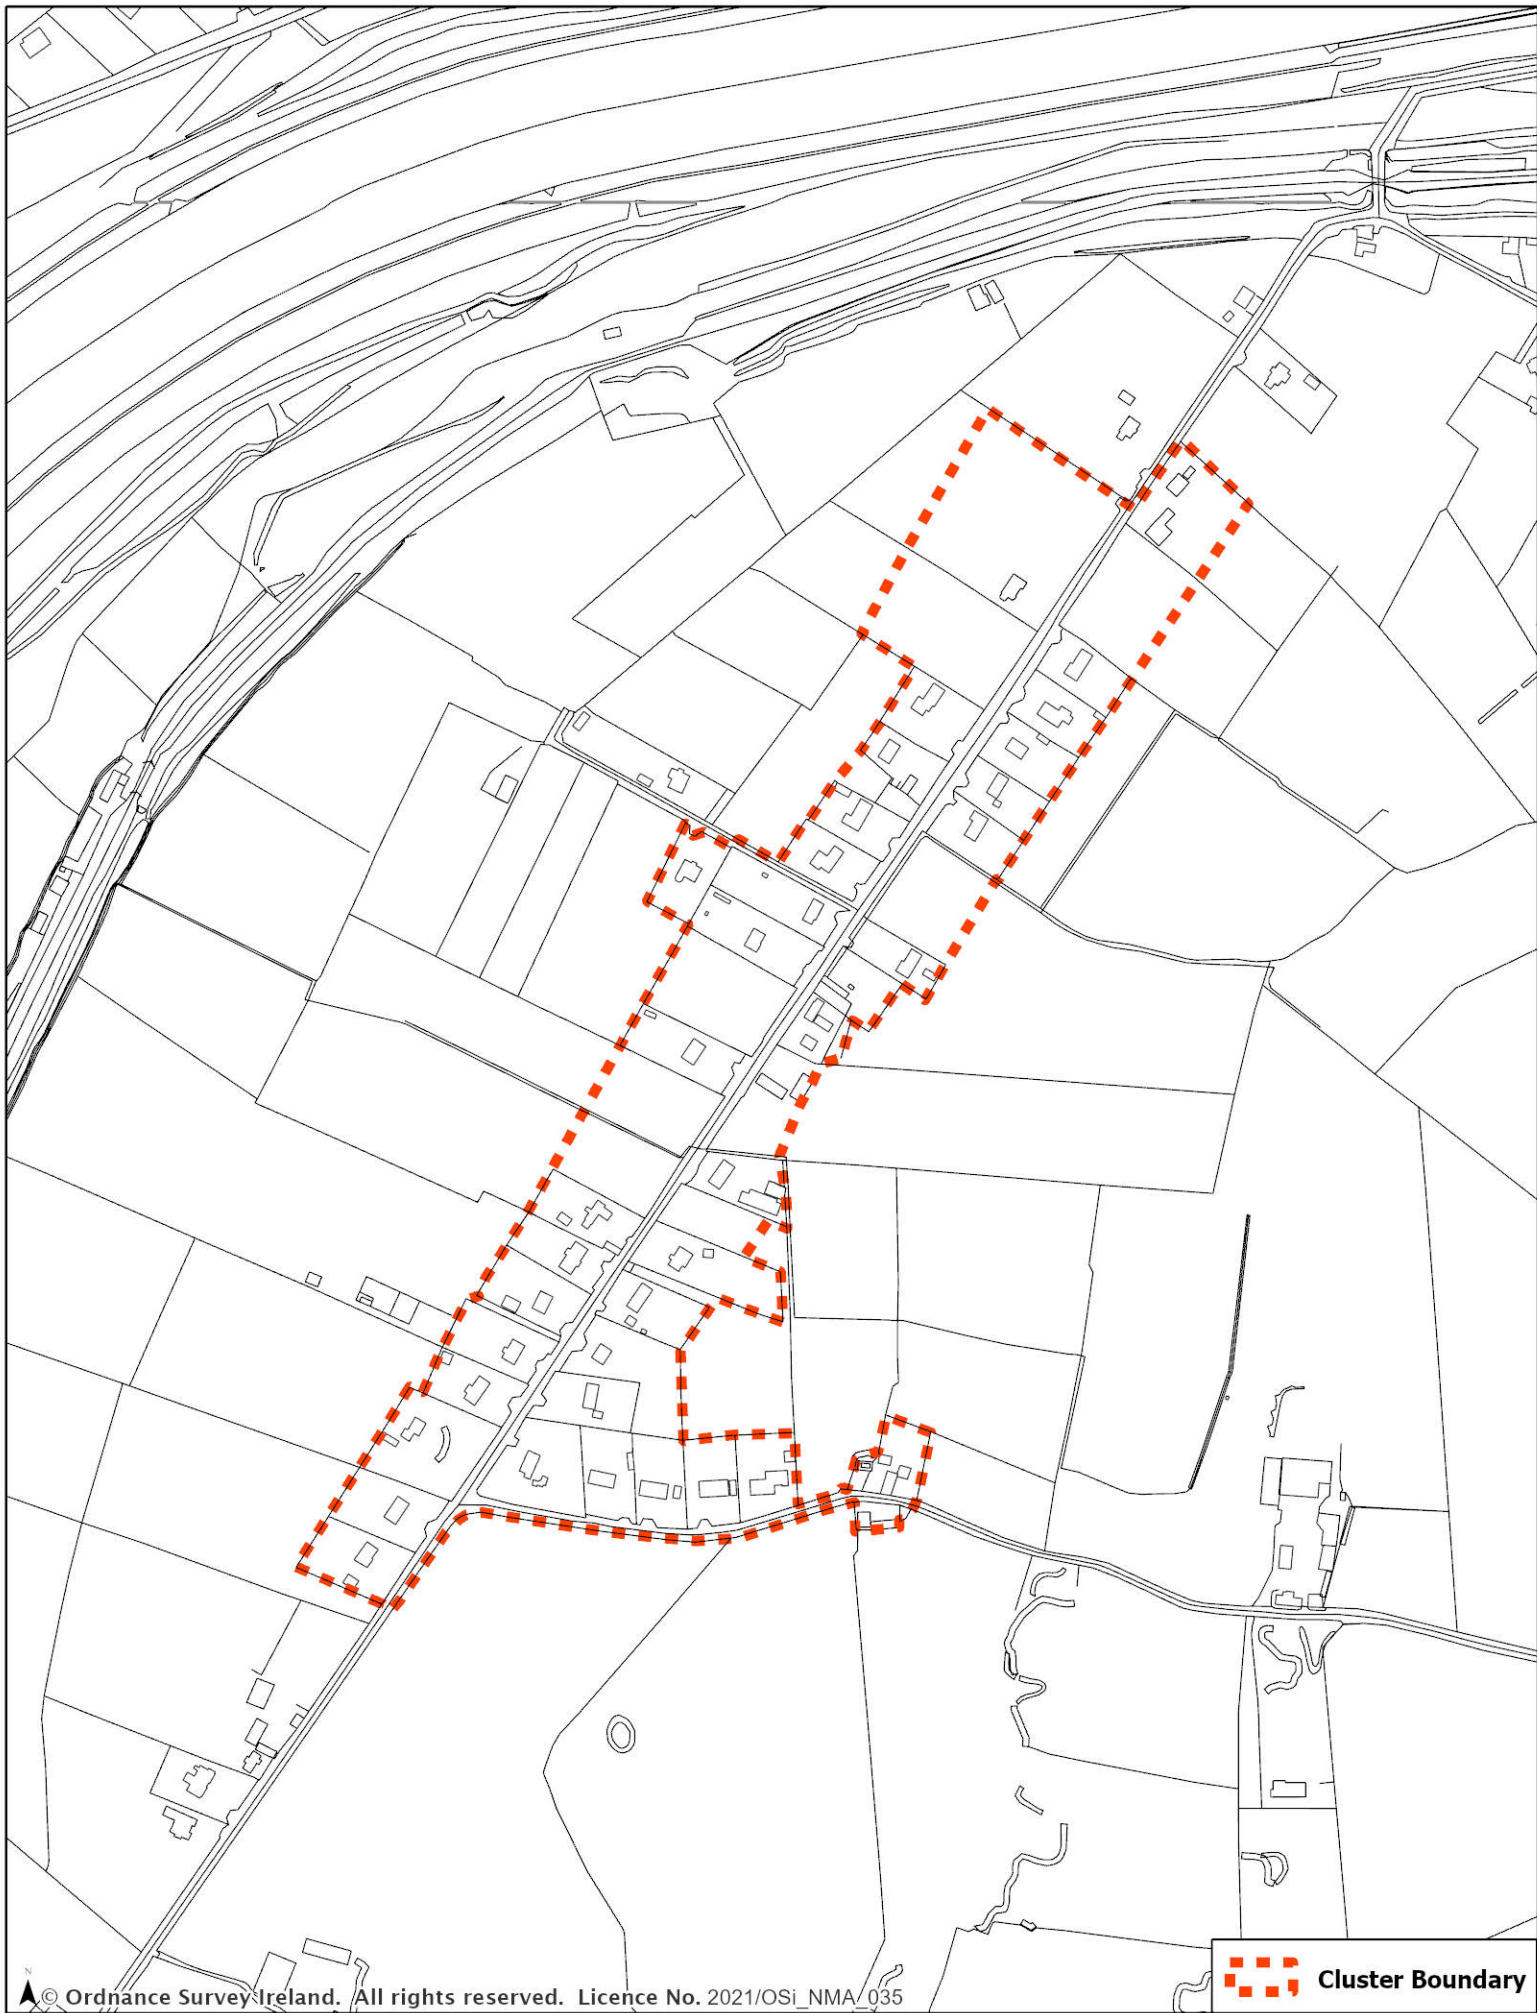 Cluster Boundary
N
© Ordnance Survey Ireland. All rights reserved. Licence No. 2021/OSi_NMA_035